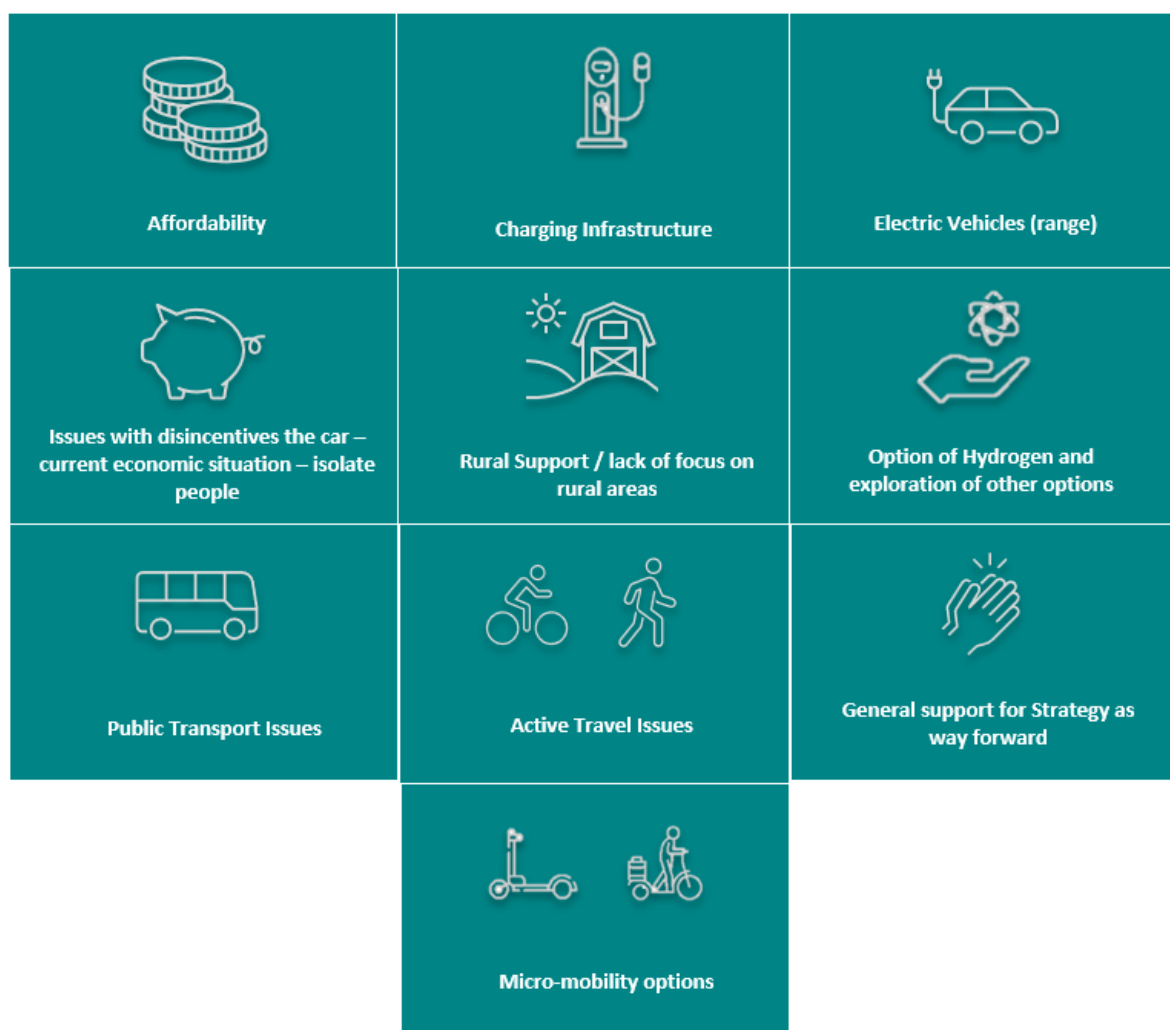 Affordability
Charging Infrastructure
Electric Vehicles (range)
Issues with disincentives the car –
current economic situation – isolate
people
Rural Support / lack of focus on
rural areas
Option of Hydrogen and
exploration of other options
Public Transport Issues
Active Travel Issues
General support for Strategy as
way forward
Micro-mobility options